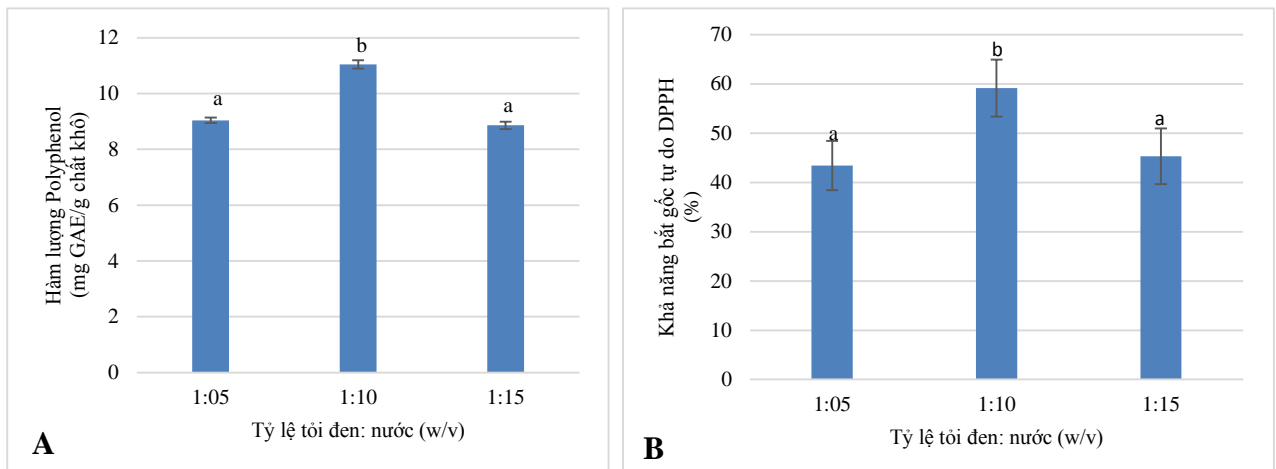 Hàm lượng Polyphenol
(mg GAE/g chất khô)
12
10
8
6
4
2
0
a
b
a
1:05
1:10
1:15
Tỷ lệ tỏi đen: nước (w/v)
A
Khả năng bắt gốc tự do DPPH
(%)
70
60
50
40
30
20
10
0
a
b
a
1:05
1:10
1:15
Tỷ lệ tỏi đen: nước (w/v)
B